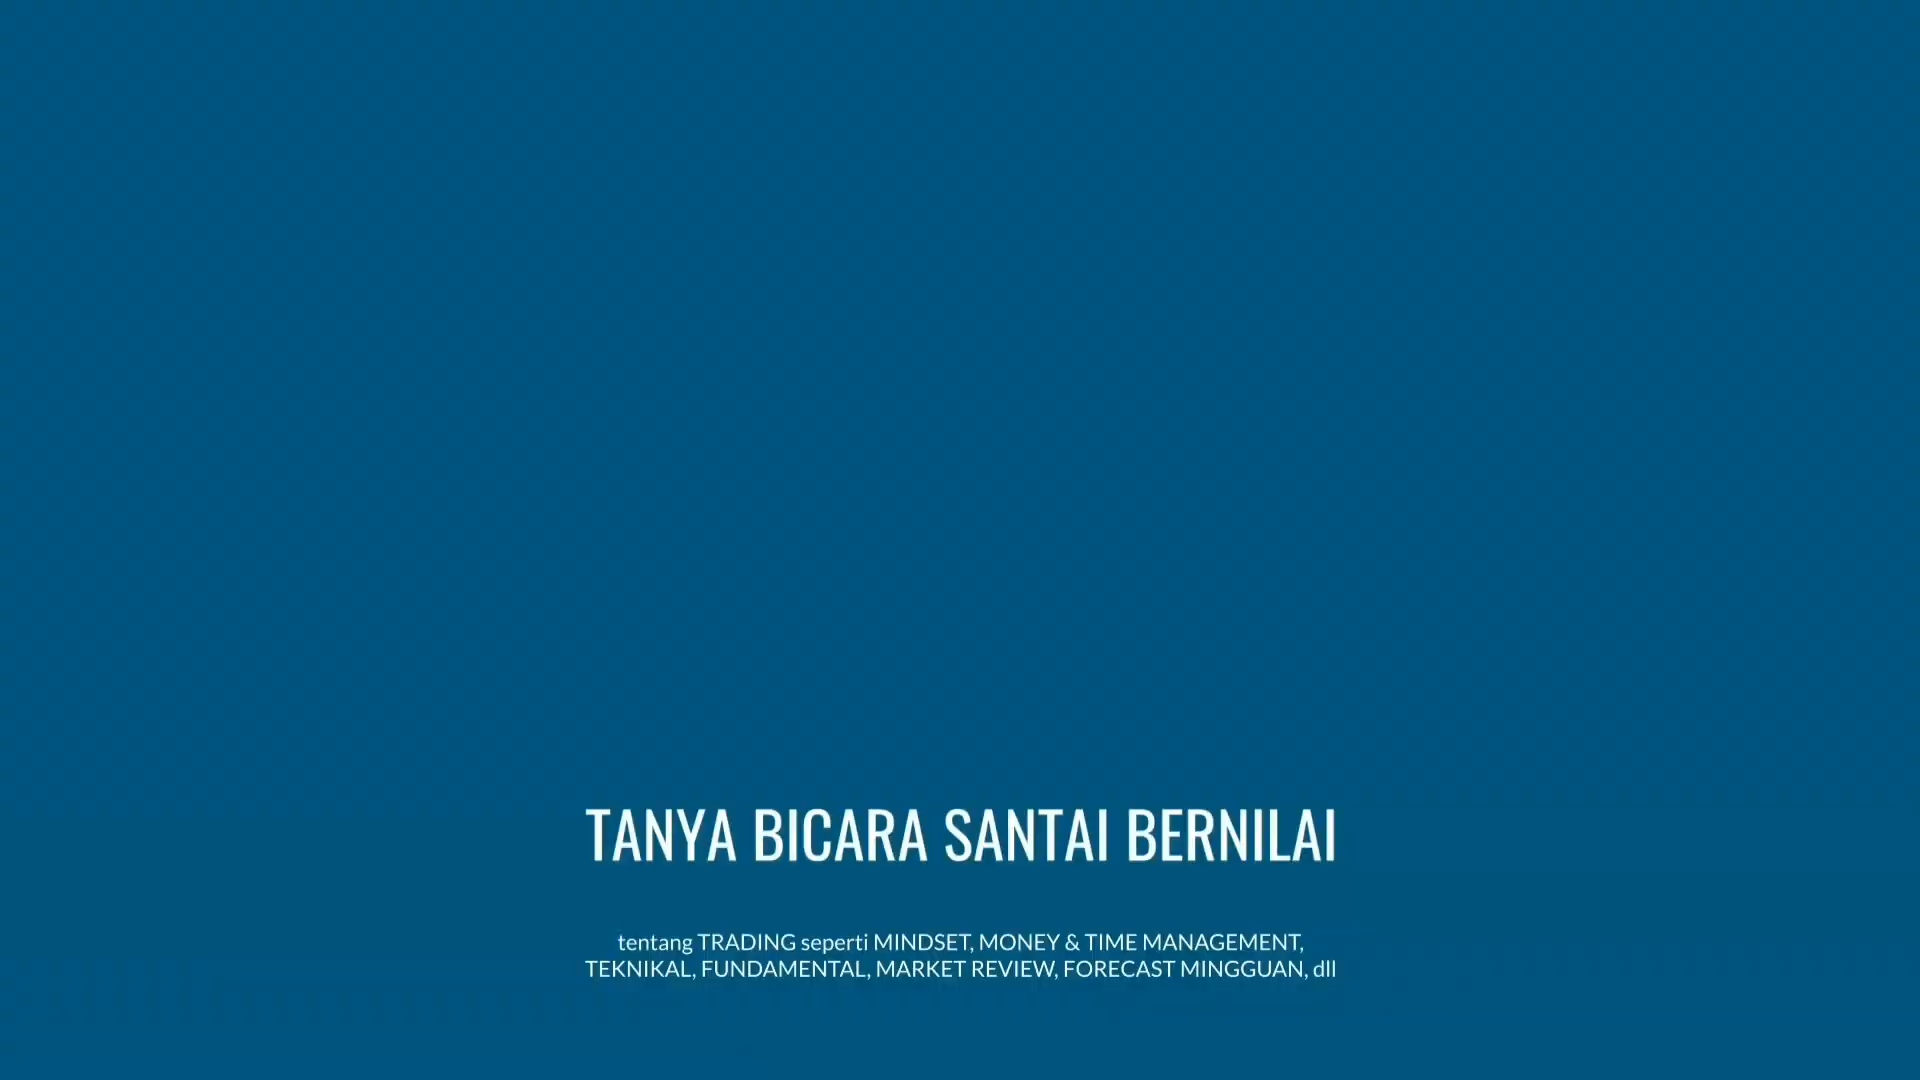 TANYA BICARA SANTAI BERNILAI
tentang TRADING seperti MINDSET, MONEY & TIME MANAGEMENT,
TEKNIKAL, FUNDAMENTAL, MARKET REVIEW, FORECAST MINGGUAN, dll